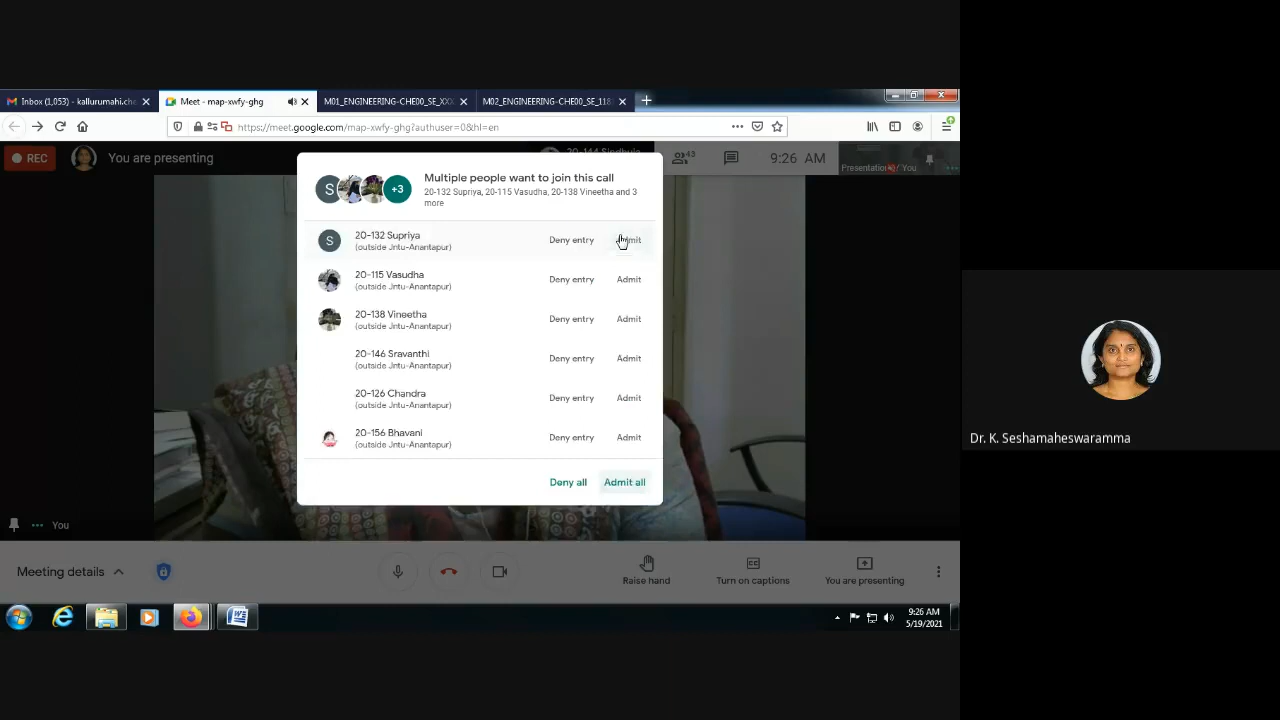 Inbox (1,053) - kallurumahi.che
Meet - map-xwfy-ghg
M01_ENGINEERING-CHE00_SE_XXX
M02_ENGINEERING-CHE00_SE_118
https://meet.google.com/map-xwfy-ghg?authuser=0&hl=en
REC
You are presenting
43
9:26 AM
Presentation
You
Multiple people want to join this call
20-132 Supriya, 20-115 Vasudha, 20-138 Vineetha and 3
more
S
+3
S
20-132 Supriya
(outside Jntu-Anantapur)
Deny entry
20-115 Vasudha
(outside Jntu-Anantapur)
Deny entry Admit
20-138 Vineetha
(outside Jntu-Anantapur)
Deny entry Admit
20-146 Sravanthi
(outside Jntu-Anantapur)
Deny entry Admit
20-126 Chandra
(outside Jntu-Anantapur)
Deny entry Admit
20-156 Bhavani
(outside Jntu-Anantapur)
Deny entry Admit
Deny all Admit all
Dr. K. Seshamaheswaramma
You
Meeting details
Raise hand
Turn on captions
You are presenting
9:26 AM
5/19/2021